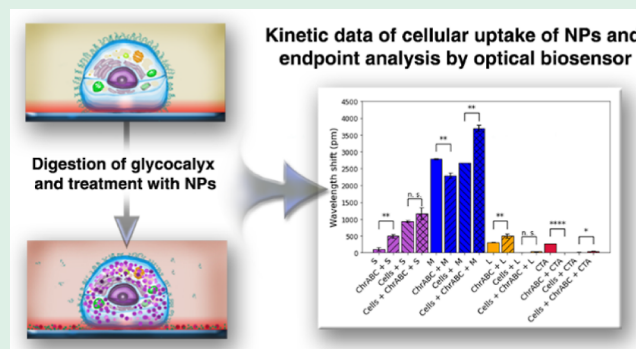 Kinetic data of cellular uptake of NPs and
endpoint analysis by optical biosensor
Digestion of glycocalyx
and treatment with NPs
Wavelength shift (pm)
4500
4000
3500
3000
2500
2000
1500
1000
500
0
**
n. s.
**
**
**
n. s.
****
*
S
ChrABC + S
Cells + S
Cells + ChrABC + S
M
ChrABC + M
Cells + M
Cells + ChrABC + M
L
ChrABC + L
Cells + L
Cells + ChrABC + L
CTA
ChrABC + CTA
Cells + CTA
Cells + ChrABC + CTA